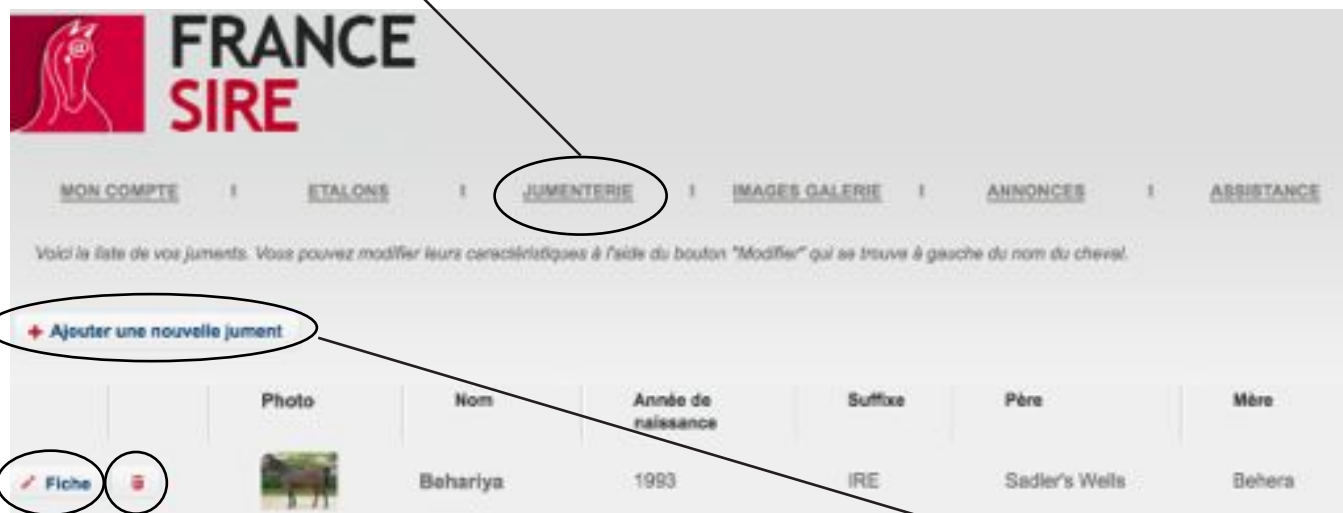 FRANCE
SIRE
MON COMPTE | ETALONS | JUMENTERIE | IMAGES GALERIE | ANNONCES | ASSISTANCE
Voici la liste de vos juments. Vous pouvez modifier leurs caractéristiques à l'aide du bouton "Modifier" qui se trouve à gauche du nom du cheval.
+ Ajouter une nouvelle jument
Photo Nom Année de naissance Suffixe Père Mère
Fiche Behariya 1993 IRE Sadler's Wells Behera